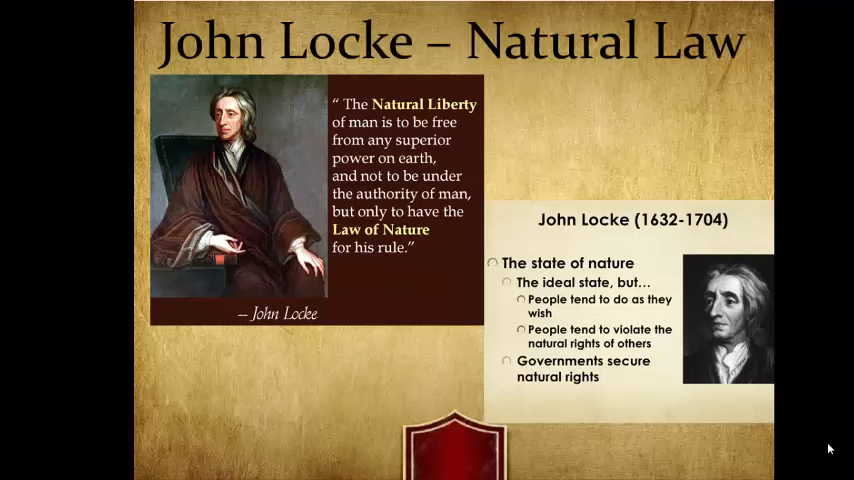 John Locke – Natural Law
“ The Natural Liberty
of man is to be free
from any superior
power on earth,
and not to be under
the authority of man,
but only to have the
Law of Nature
for his rule.”
– John Locke
John Locke (1632-1704)
The state of nature
The ideal state, but…
People tend to do as they
wish
People tend to violate the
natural rights of others
Governments secure
natural rights